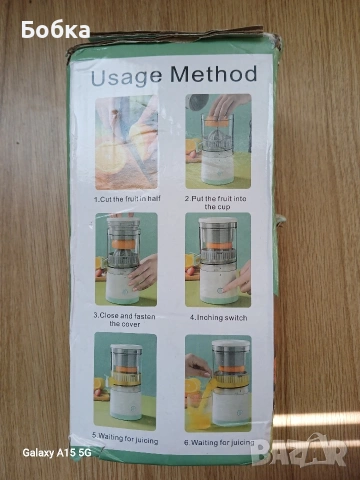 Бобка
Usage Method
1.Cut the fruit in half
2.Put the fruit into
the cup
3.Close and fasten
the cover
4.Inching switch
5.Waiting for juicing
6.Waiting for juicing
Galaxy A15 5G
BAZAR